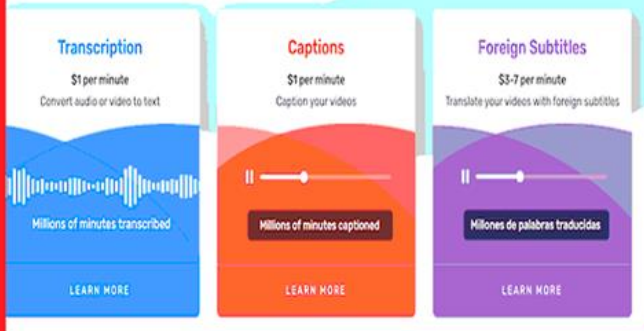 Transcription
$1 per minute
Convert audio or video to text
Millions of minutes transcribed
LEARN MORE
Captions
$1 per minute
Caption your videos
Millions of minutes captioned
LEARN MORE
Foreign Subtitles
$3-7 per minute
Translate your videos with foreign subtitles
Millones de palabras traducidas
LEARN MORE